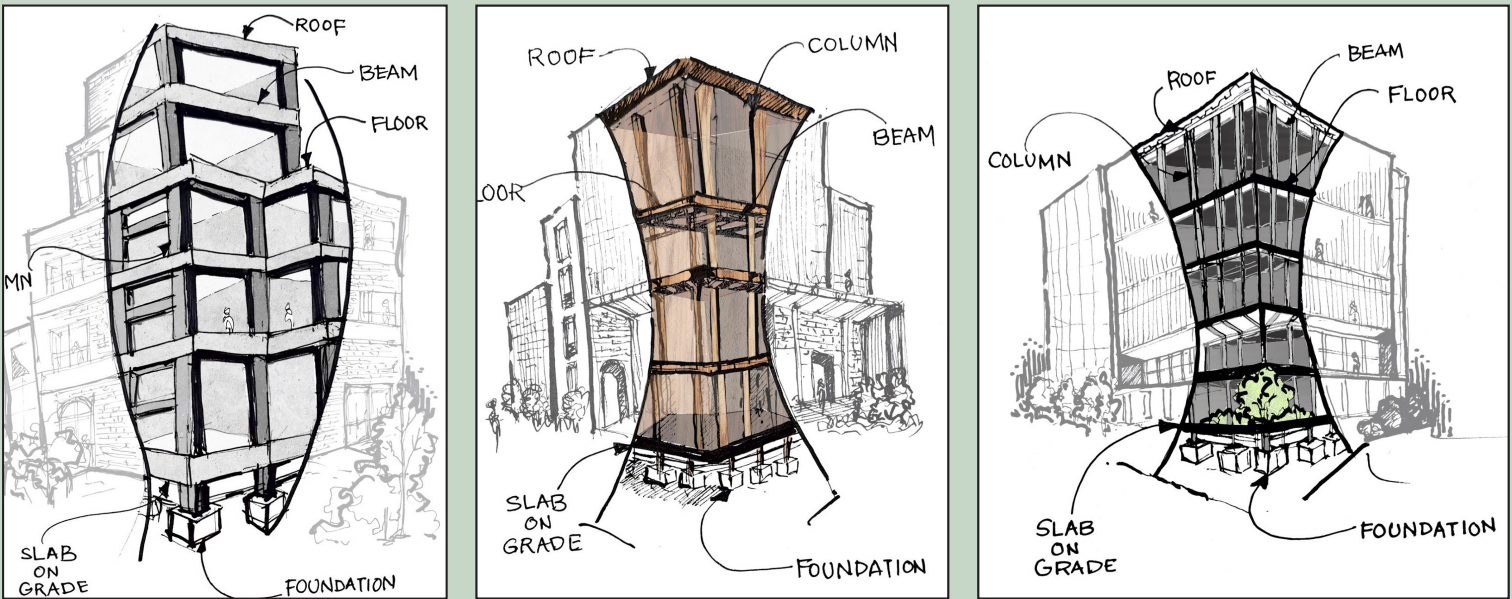 ROOF
BEAM
FLOOR
MN
SLAB
ON
GRADE
FOUNDATION
ROOF
COLUMN
BEAM
LOOR
SLAB
ON
GRADE
FOUNDATION
ROOF
BEAM
FLOOR
COLUMN
SLAB
ON
GRADE
FOUNDATION